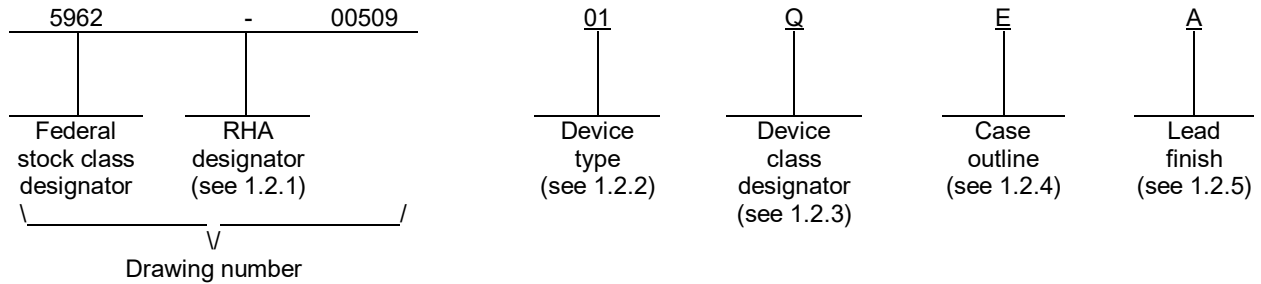 5962 - 00509 01 Q E A
Federal stock class designator
RHA designator (see 1.2.1)
Device type (see 1.2.2)
Device class designator (see 1.2.3)
Case outline (see 1.2.4)
Lead finish (see 1.2.5)
\ /
\/
Drawing number